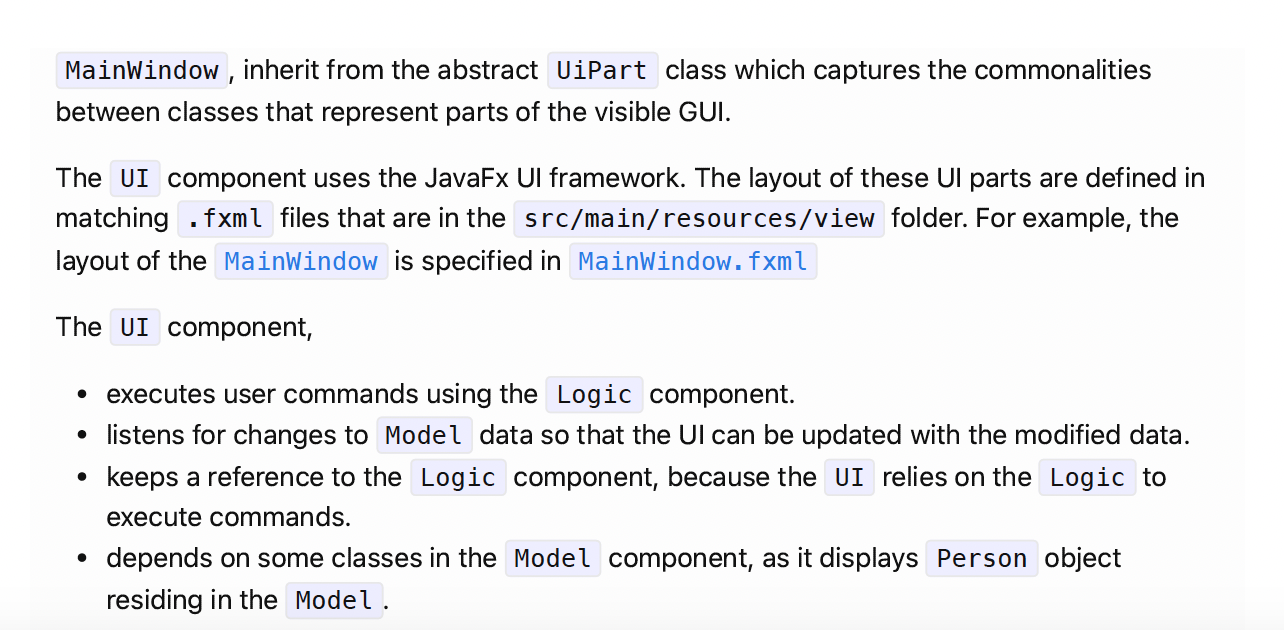 MainWindow, inherit from the abstract UiPart class which captures the commonalities
between classes that represent parts of the visible GUI.
The UI component uses the JavaFx UI framework. The layout of these UI parts are defined in
matching .fxml files that are in the src/main/resources/view folder. For example, the
layout of the MainWindow is specified in MainWindow.fxml
The UI component,
• executes user commands using the Logic component.
• listens for changes to Model data so that the UI can be updated with the modified data.
• keeps a reference to the Logic component, because the UI relies on the Logic to
execute commands.
• depends on some classes in the Model component, as it displays Person object
residing in the Model.